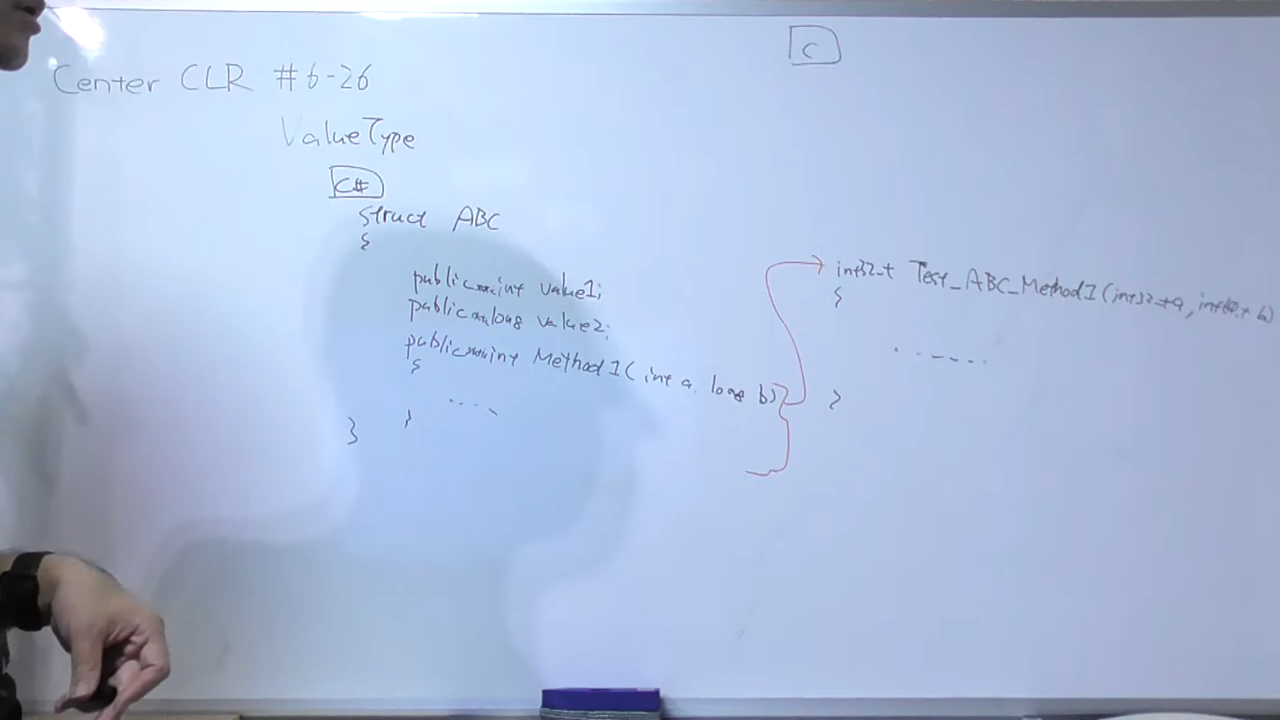 Center CLR #6-26
ValueType
C#
struct ABC
{
public int value1;
public long value2;
public int Method1(int a, long b)
{
.....
}
}
C
int32_t Test_ABC_Method1(int32_t a, int64_t b)
{
.......
}